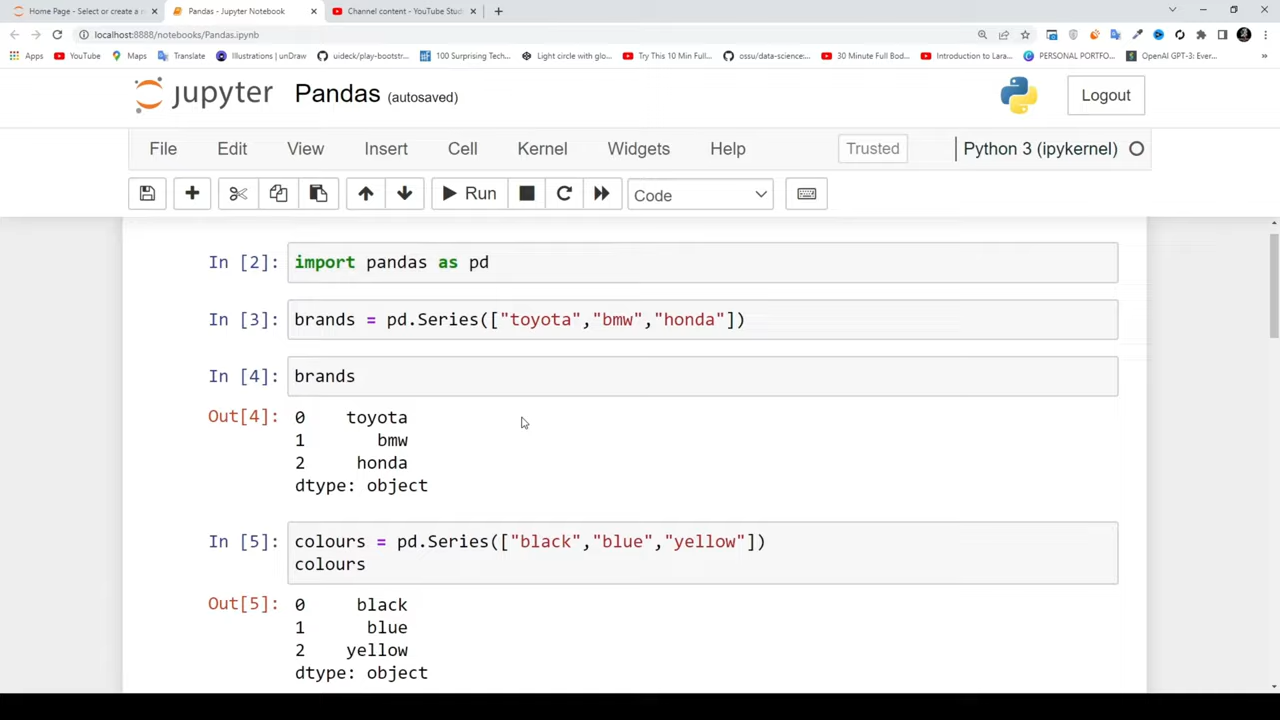 Home Page - Select or create a n
Pandas - Jupyter Notebook
Channel content - YouTube Stud
localhost:8888/notebooks/Pandas.ipynb
Apps YouTube Maps Translate Illustrations | unDraw uideck/play-bootstr... 100 Surprising Tech... Light circle with glo... Try This 10 Min Full... ossu/data-science:... 30 Minute Full Bod... Introduction to Lara... PERSONAL PORTFO... OpenAI GPT-3: Ever...
jupyter Pandas (autosaved) Logout
File Edit View Insert Cell Kernel Widgets Help Trusted Python 3 (ipykernel)
Run Code
In [2]: import pandas as pd
In [3]: brands = pd.Series(["toyota","bmw","honda"])
In [4]: brands
Out[4]: 0 toyota
1 bmw
2 honda
dtype: object
In [5]: colours = pd.Series(["black","blue","yellow"])
colours
Out[5]: 0 black
1 blue
2 yellow
dtype: object